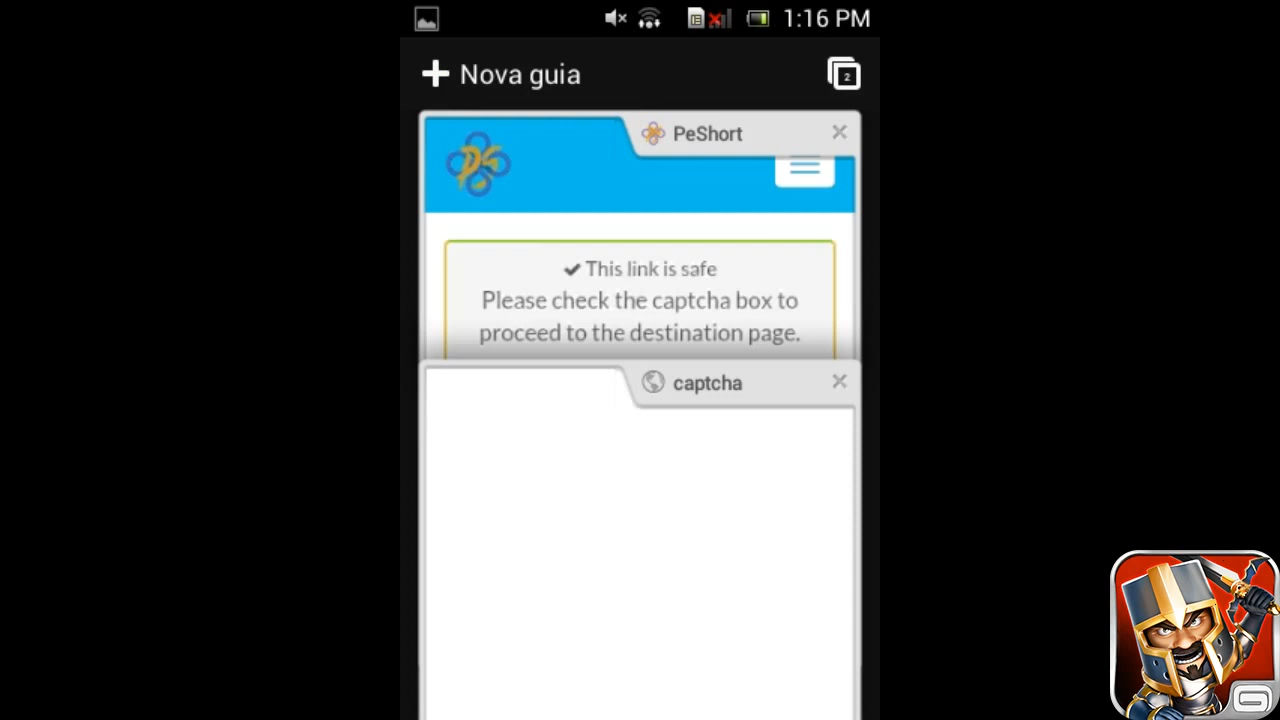 1:16 PM
Nova guia
2
PeShort
PS
This link is safe
Please check the captcha box to
proceed to the destination page.
captcha